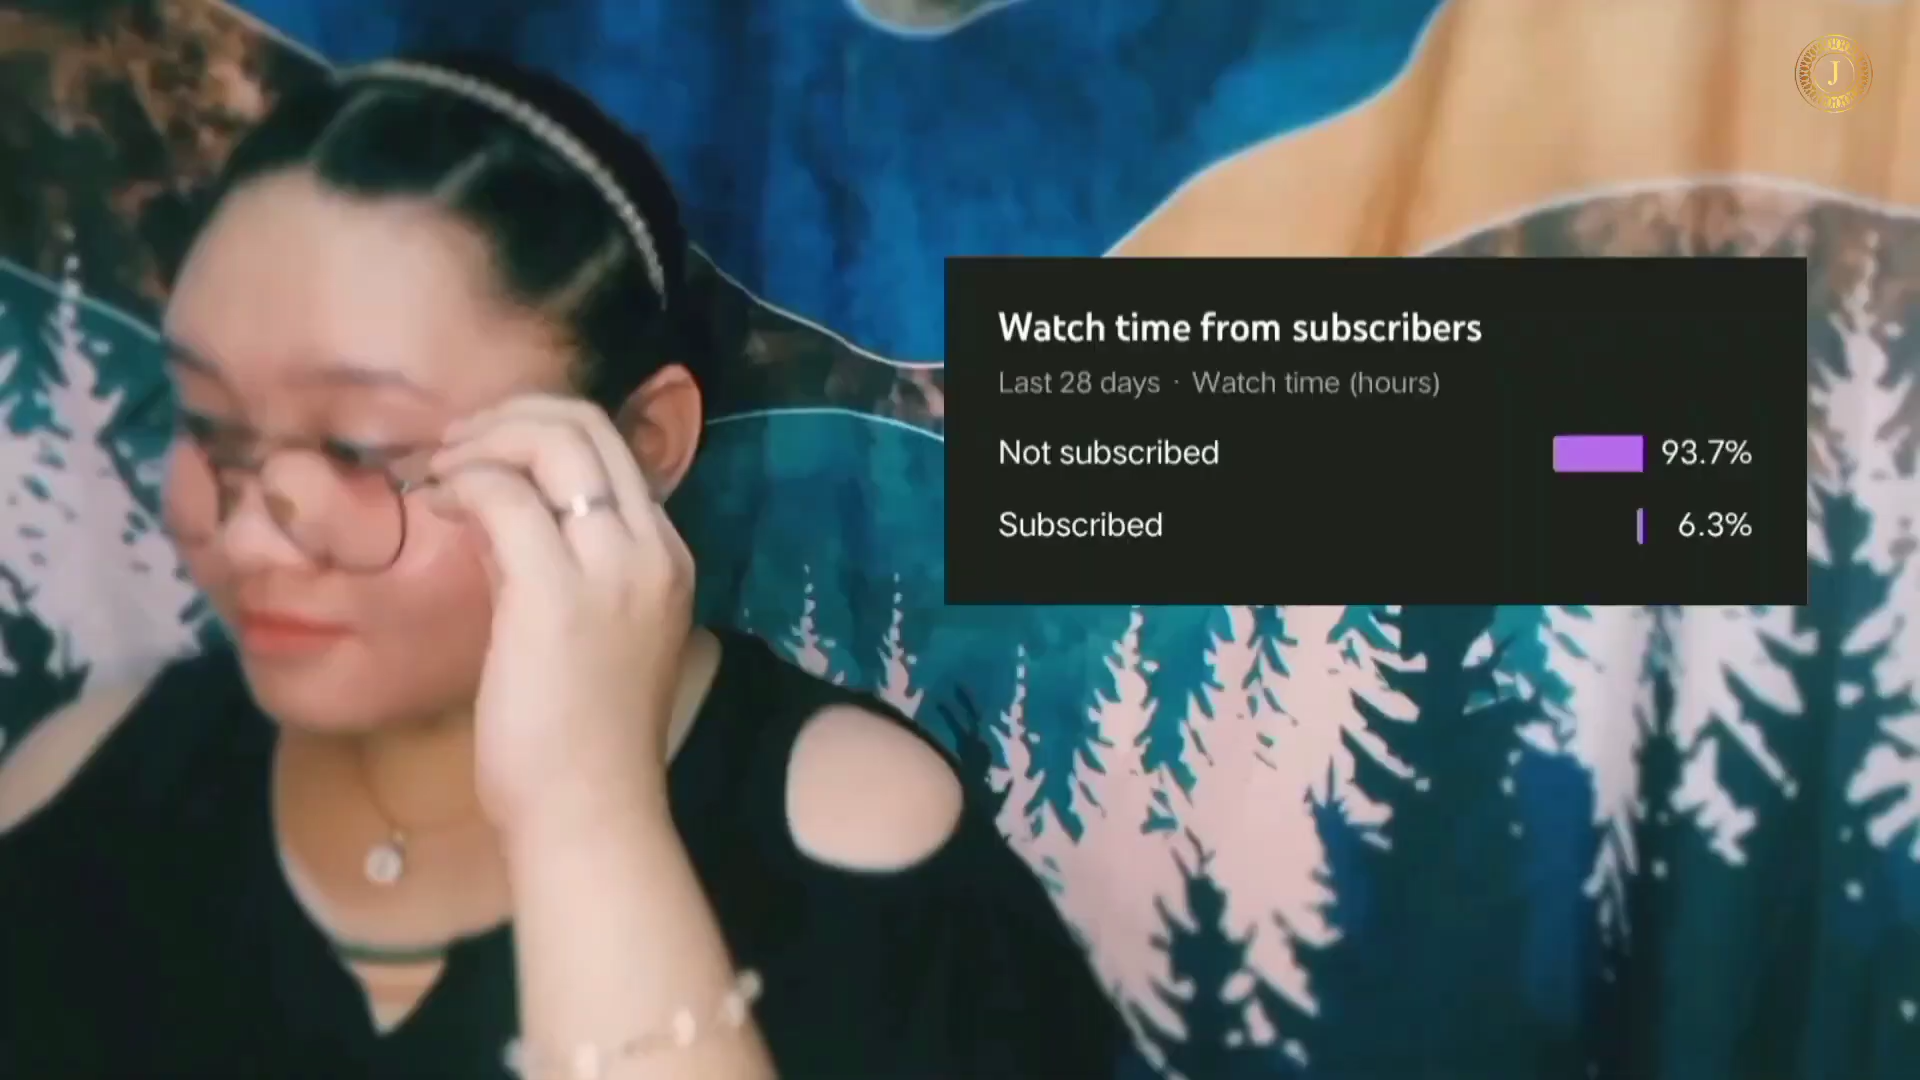 J
Watch time from subscribers
Last 28 days · Watch time (hours)
Not subscribed 93.7%
Subscribed 6.3%